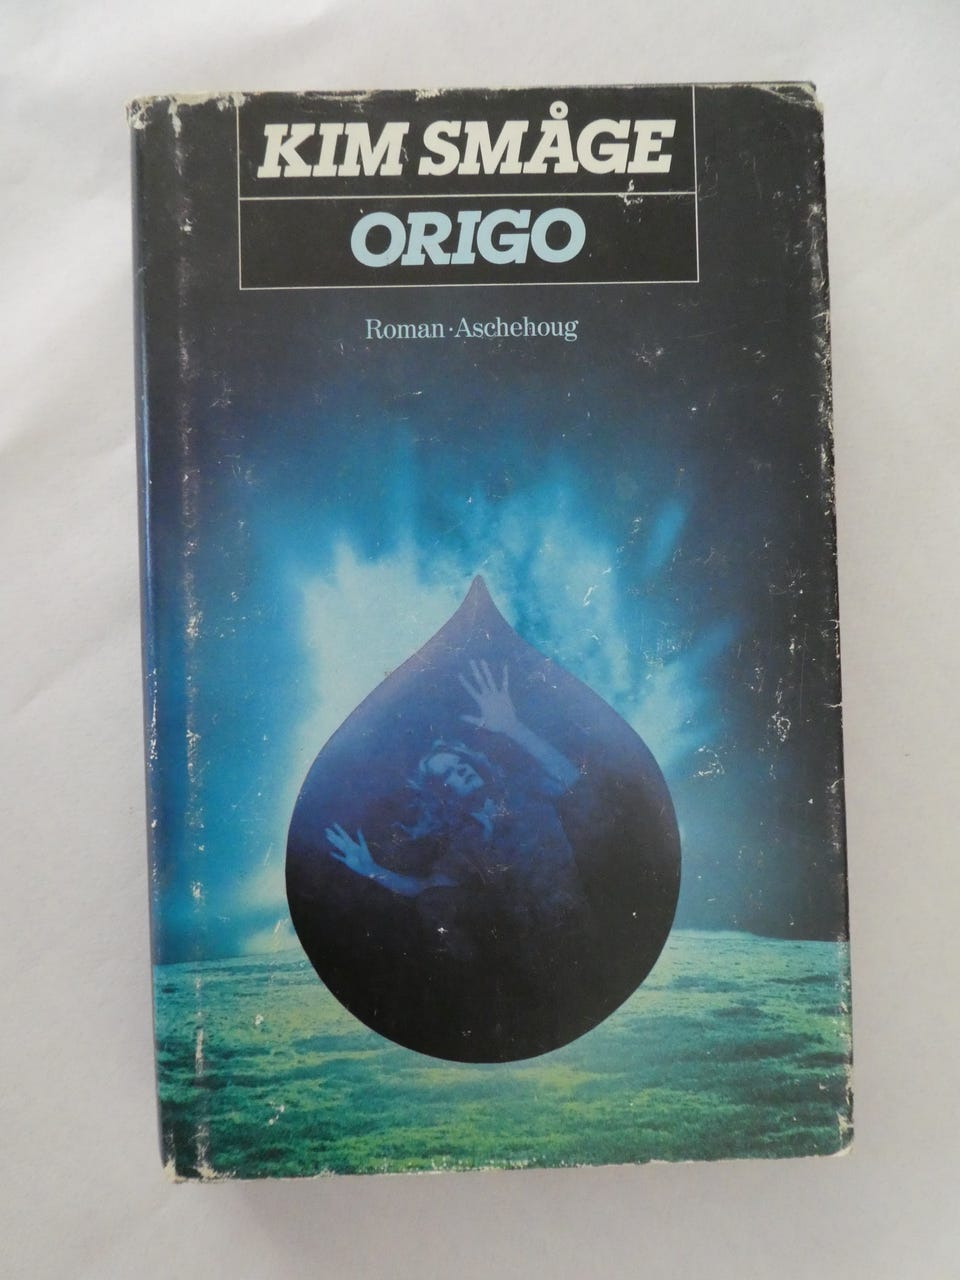 KIM SMÅGE
ORIGO
Roman · Aschehoug